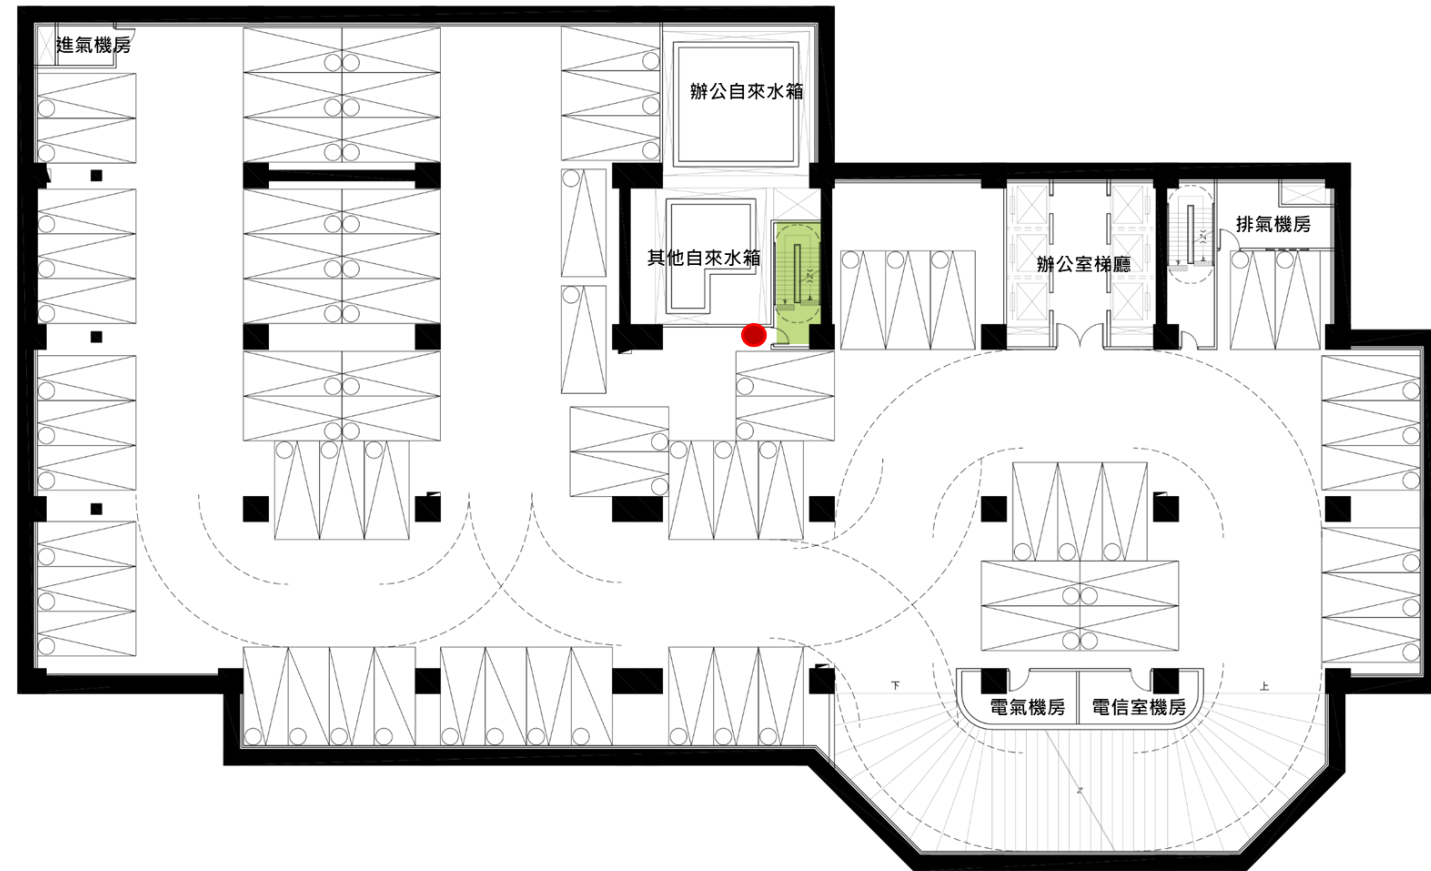 進氣機房
辦公自來水箱
排氣機房
其他自來水箱
辦公室梯廳
下
上
電氣機房
電信室機房